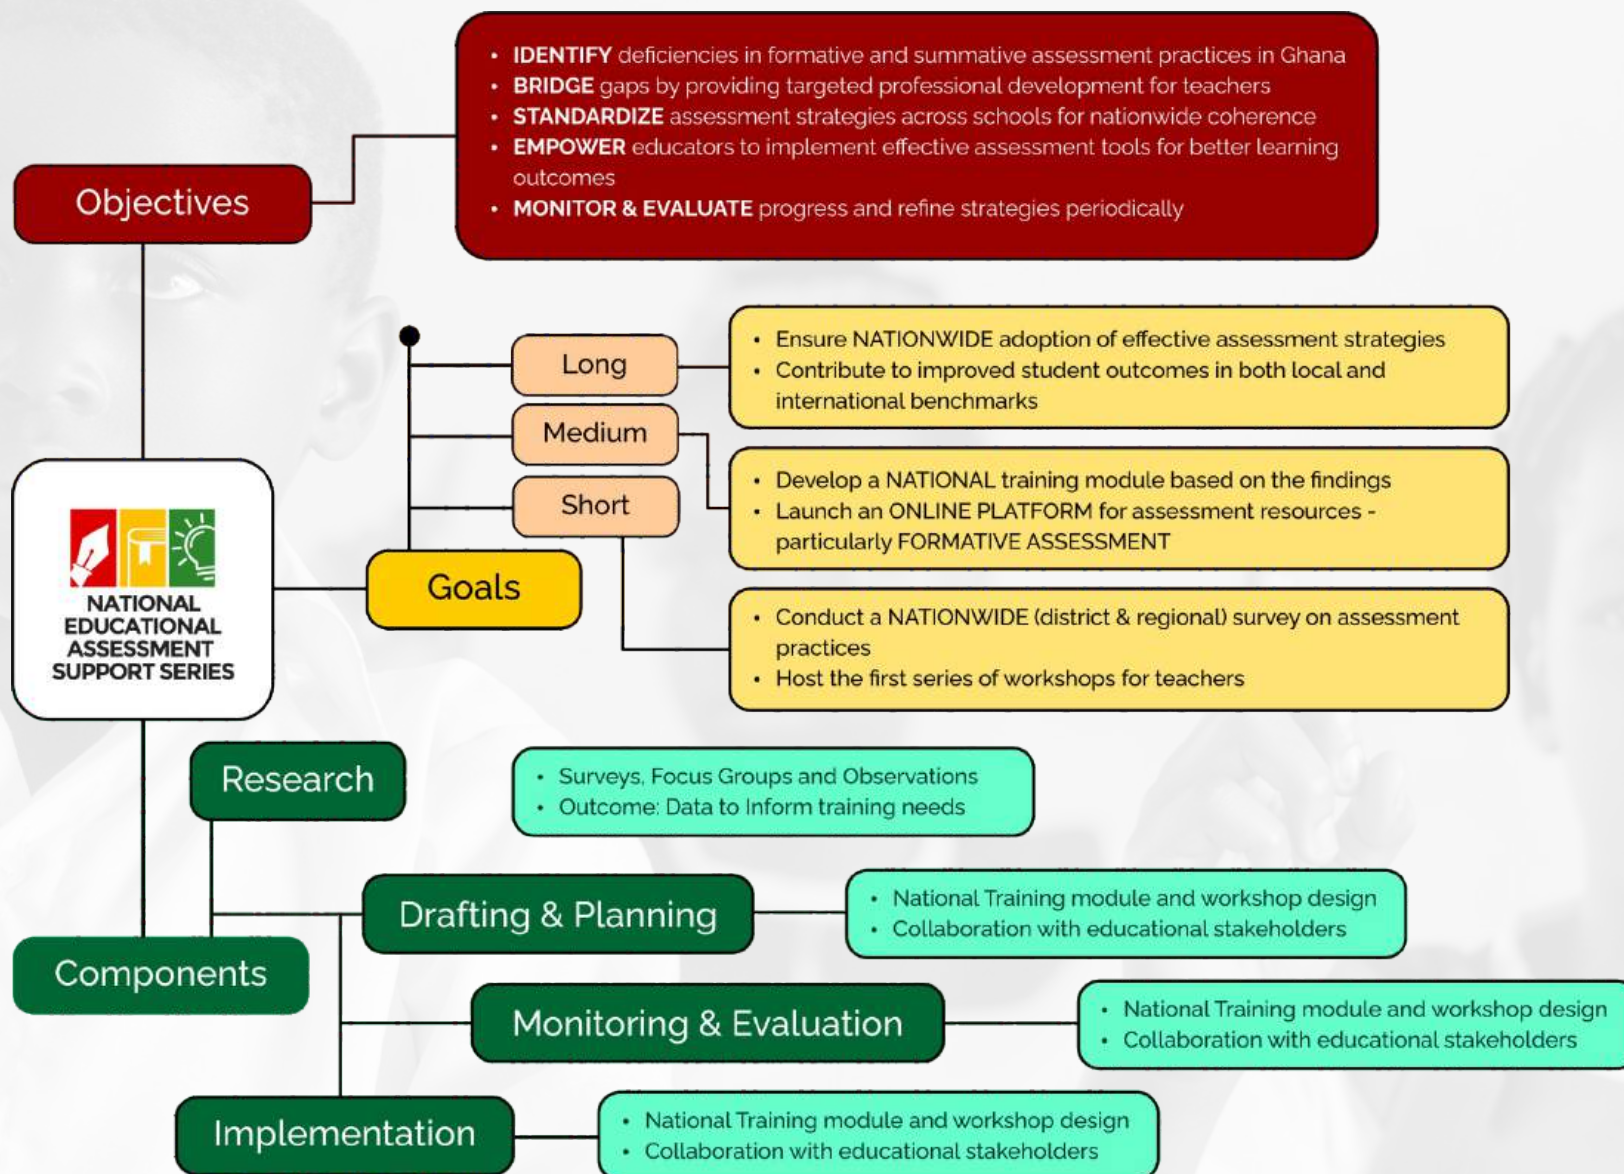 • IDENTIFY deficiencies in formative and summative assessment practices in Ghana
• BRIDGE gaps by providing targeted professional development for teachers
• STANDARDIZE assessment strategies across schools for nationwide coherence
• EMPOWER educators to implement effective assessment tools for better learning
outcomes
• MONITOR & EVALUATE progress and refine strategies periodically
Objectives
Long
• Ensure NATIONWIDE adoption of effective assessment strategies
• Contribute to improved student outcomes in both local and
international benchmarks
Medium
• Develop a NATIONAL training module based on the findings
• Launch an ONLINE PLATFORM for assessment resources -
particularly FORMATIVE ASSESSMENT
Short
• Conduct a NATIONWIDE (district & regional) survey on assessment
practices
• Host the first series of workshops for teachers
Goals
NATIONAL
EDUCATIONAL
ASSESSMENT
SUPPORT SERIES
Research
• Surveys, Focus Groups and Observations
• Outcome: Data to Inform training needs
Drafting & Planning
• National Training module and workshop design
• Collaboration with educational stakeholders
Components
Monitoring & Evaluation
• National Training module and workshop design
• Collaboration with educational stakeholders
Implementation
• National Training module and workshop design
• Collaboration with educational stakeholders